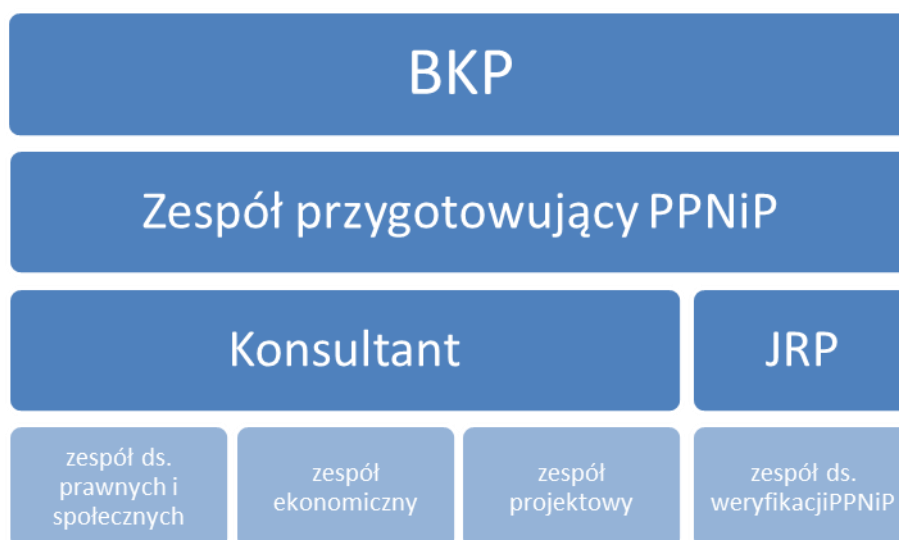 BKP
Zespół przygotowujący PPNiP
Konsultant
JRP
zespół ds.
prawnych i
społecznych
zespół
ekonomiczny
zespół
projektowy
zespół ds.
weryfikacjiPPNiP